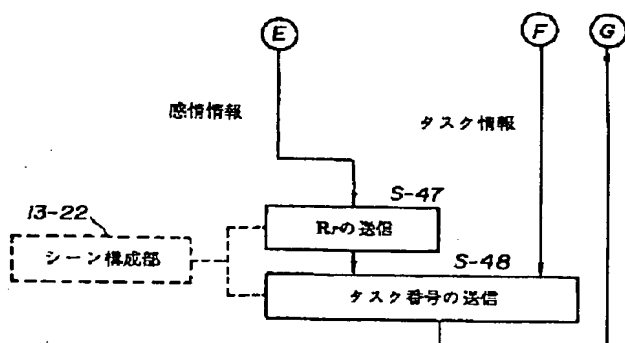 E
F
G
感情情報
タスク情報
S-47
13-22
Rrの送信
シーン構成部
S-48
タスク番号の送信